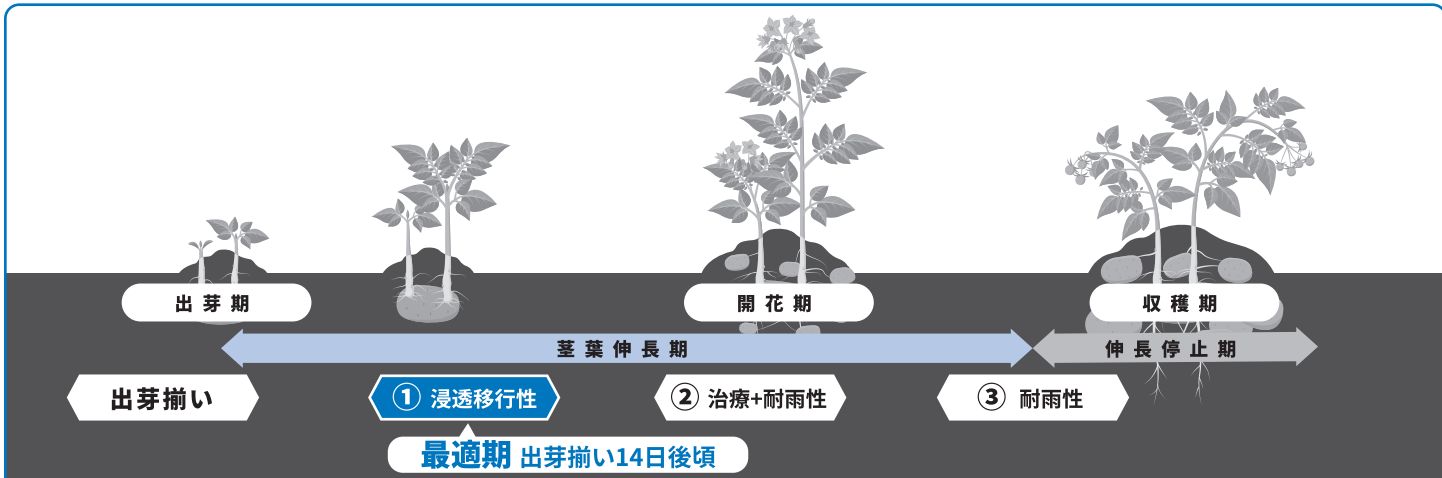 出芽期
開花期
収穫期
茎葉伸長期
伸長停止期
出芽揃い
① 浸透移行性
② 治療+耐雨性
③ 耐雨性
最適期 出芽揃い14日後頃